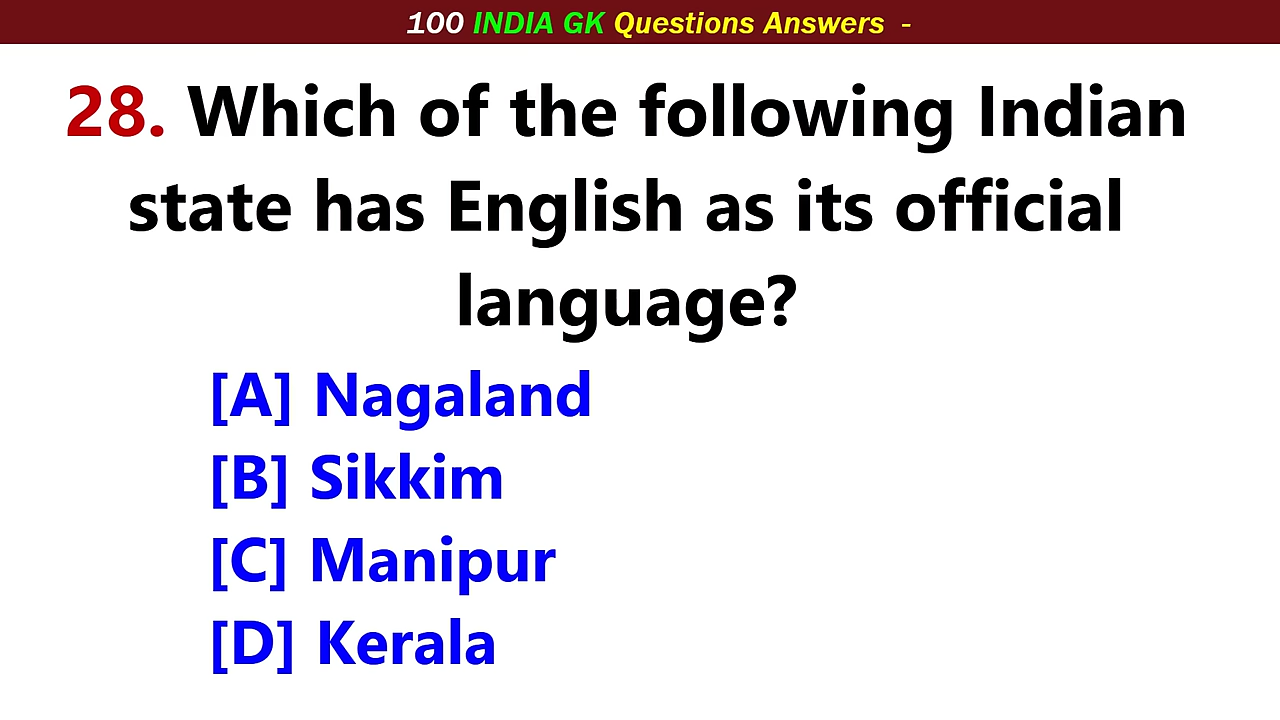 100 INDIA GK Questions Answers -
28. Which of the following Indian
state has English as its official
language?
[A] Nagaland
[B] Sikkim
[C] Manipur
[D] Kerala